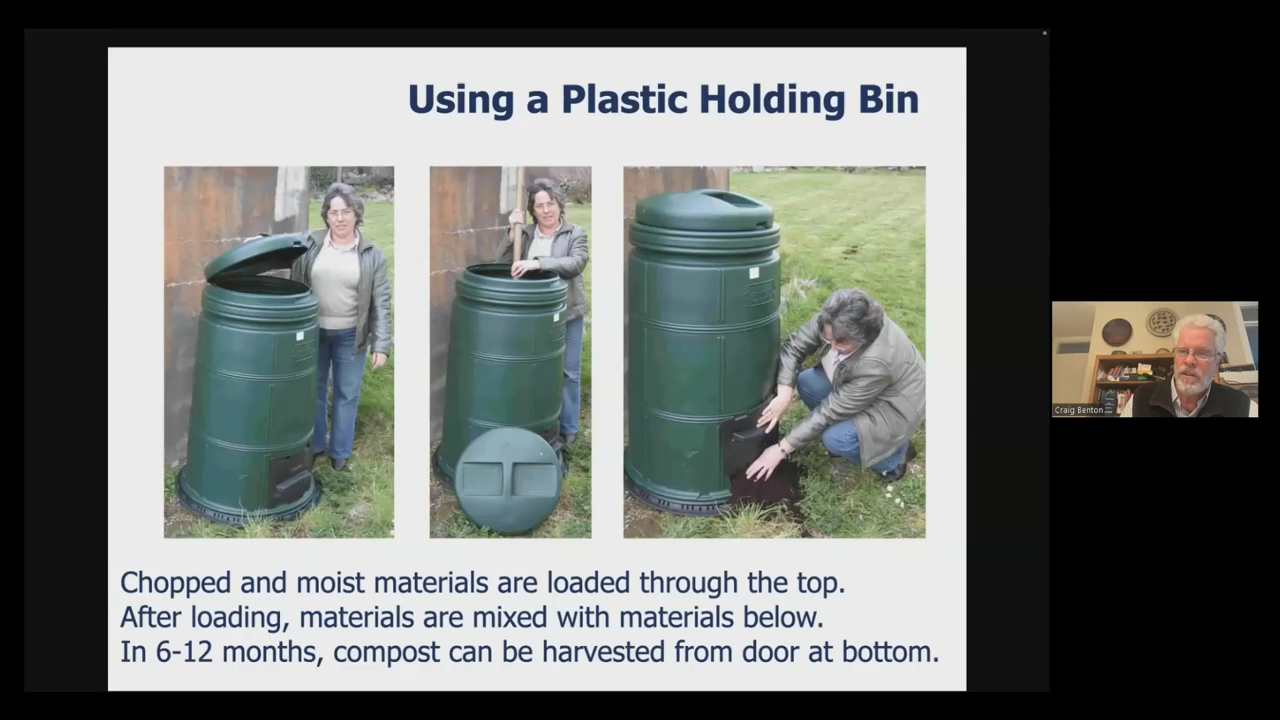 Using a Plastic Holding Bin
Chopped and moist materials are loaded through the top.
After loading, materials are mixed with materials below.
In 6-12 months, compost can be harvested from door at bottom.
Craig Benton